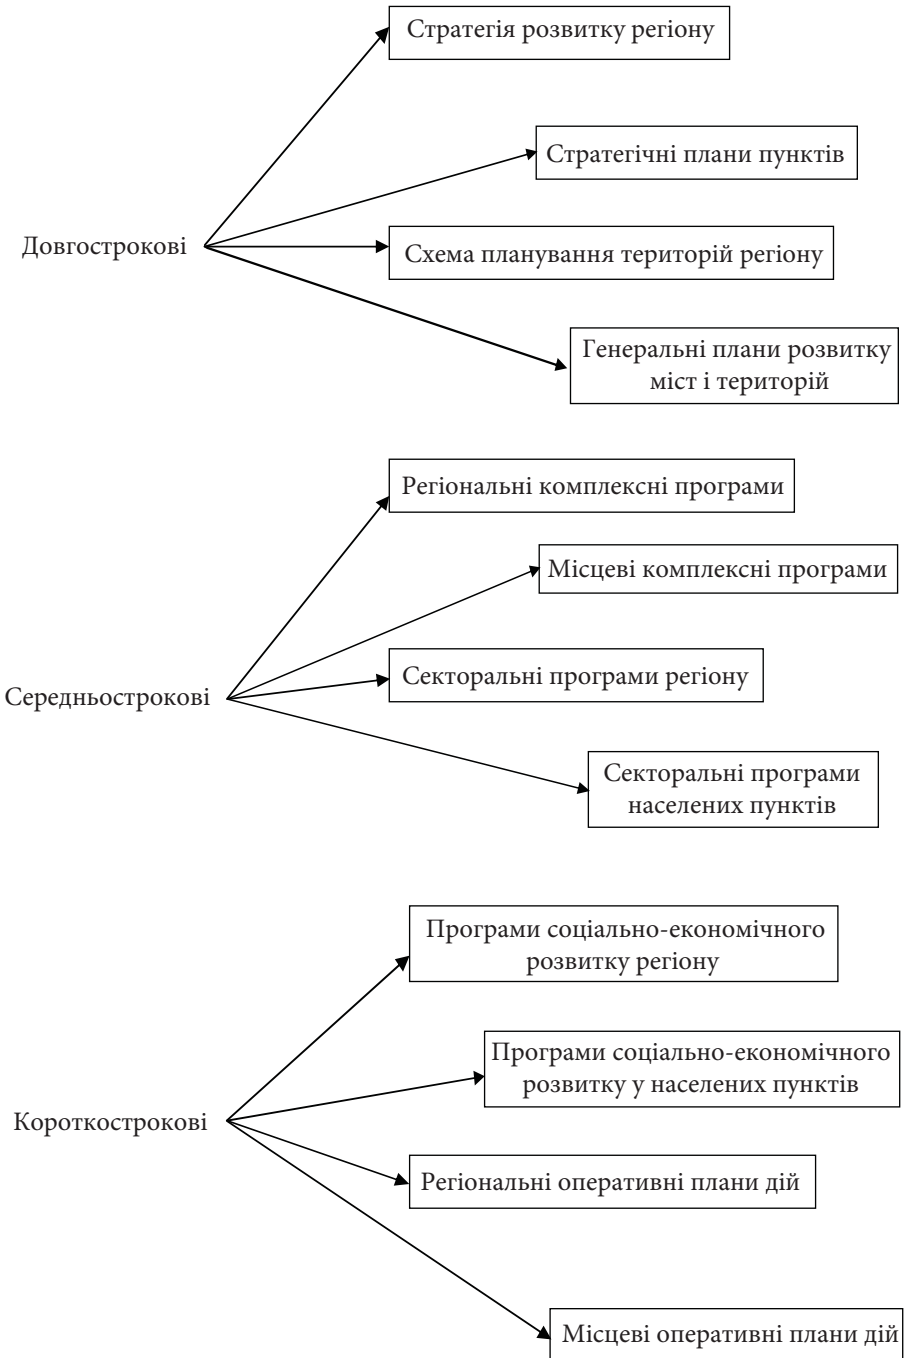 Стратегія розвитку регіону
Стратегічні плани пунктів
Довгострокові
Схема планування територій регіону
Генеральні плани розвитку
міст і територій
Регіональні комплексні програми
Місцеві комплексні програми
Середньострокові
Секторальні програми регіону
Секторальні програми
населених пунктів
Програми соціально-економічного
розвитку регіону
Програми соціально-економічного
розвитку у населених пунктів
Короткострокові
Регіональні оперативні плани дій
Місцеві оперативні плани дій